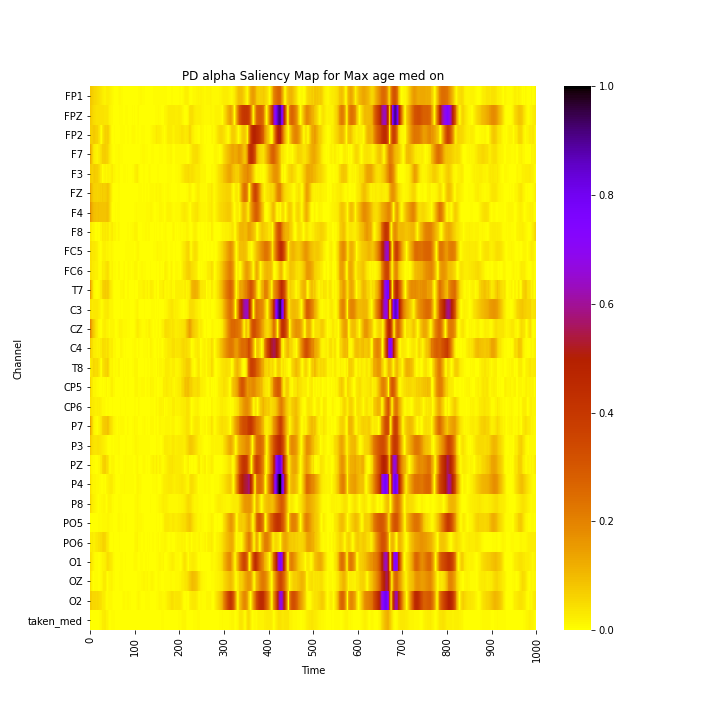 PD alpha Saliency Map for Max age med on
FP1
FPZ
FP2
F7
F3
FZ
F4
F8
FC5
FC6
T7
C3
CZ
C4
T8
CP5
CP6
P7
P3
PZ
P4
P8
PO5
PO6
O1
OZ
O2
taken_med
Channel
0
100
200
300
400
500
600
700
800
900
1000
Time
1.0
0.8
0.6
0.4
0.2
0.0